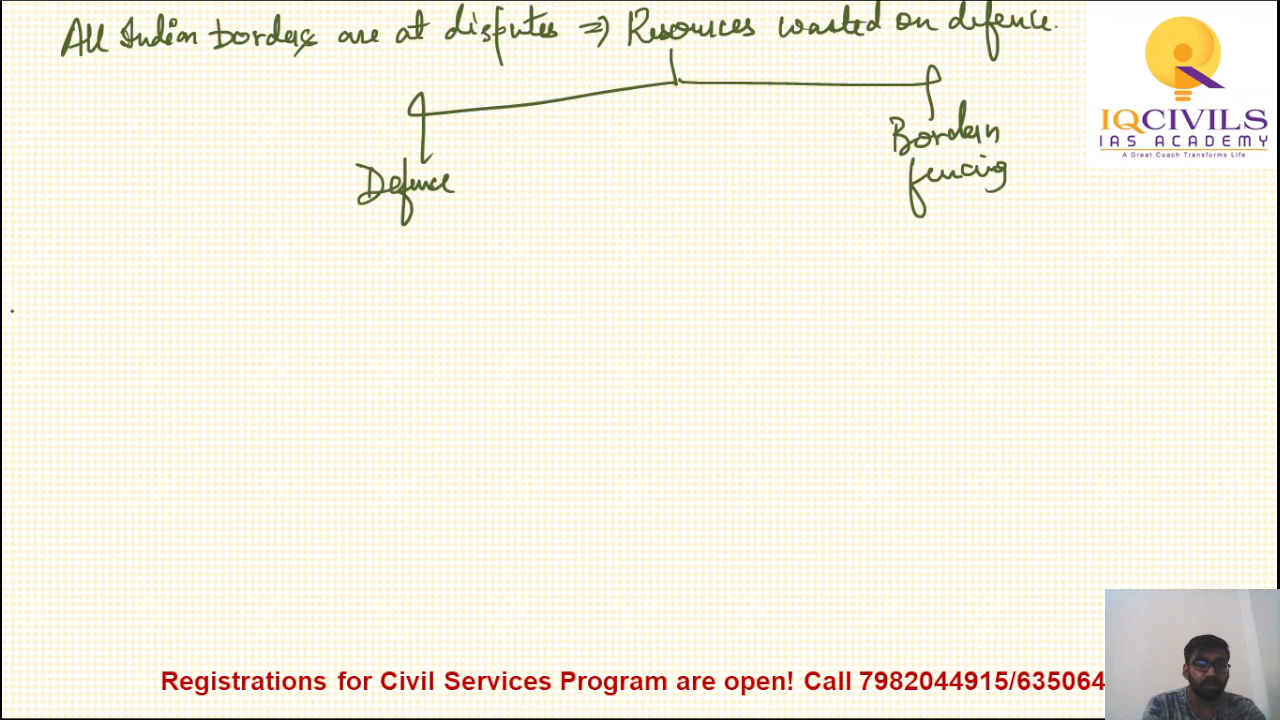 All Indian borders are at disputes ⇒ Resources wasted on defence.
Defence
Border
fencing
IQCIVILS
IAS ACADEMY
A Great Coach Transforms Life
Registrations for Civil Services Program are open! Call 7982044915/635064